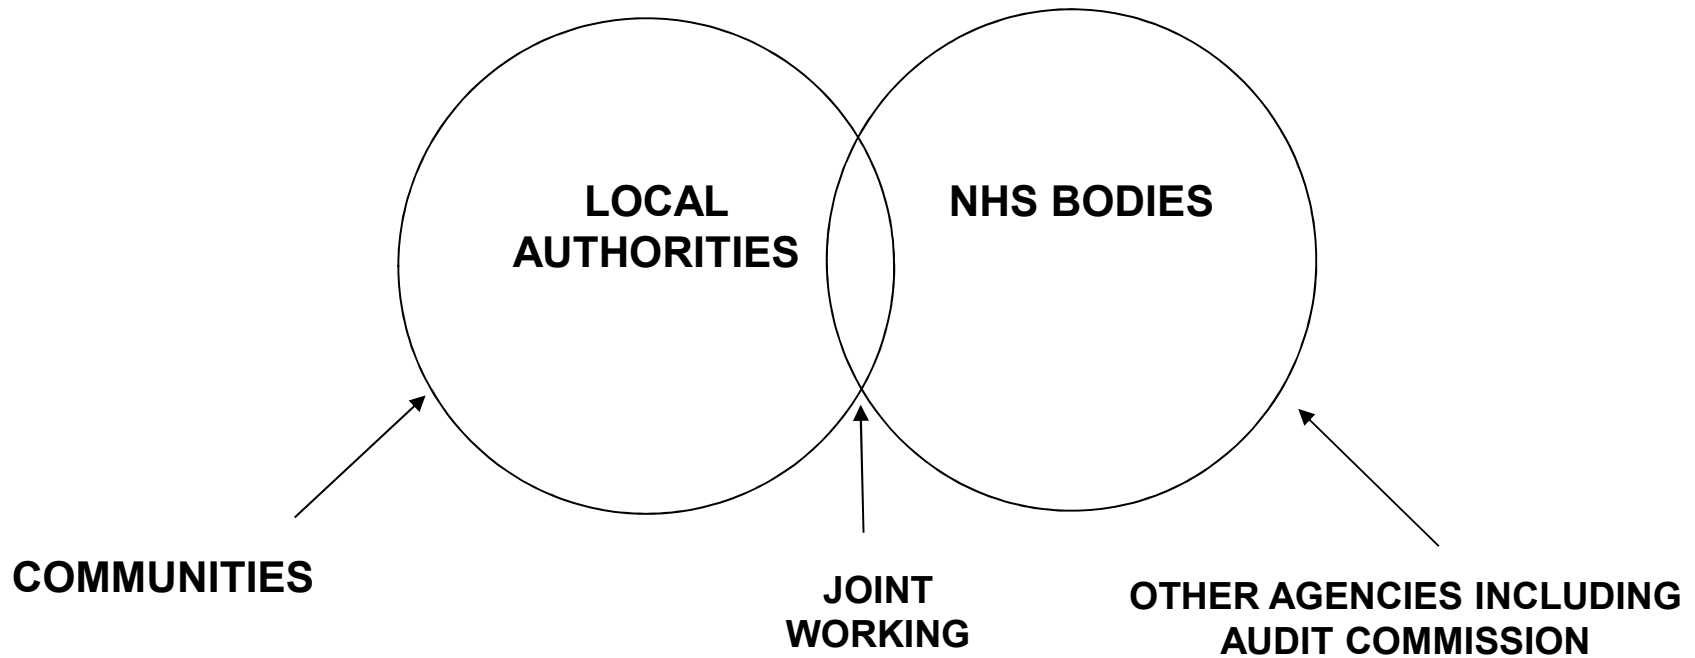 LOCAL
AUTHORITIES
NHS BODIES
COMMUNITIES
JOINT
WORKING
OTHER AGENCIES INCLUDING
AUDIT COMMISSION